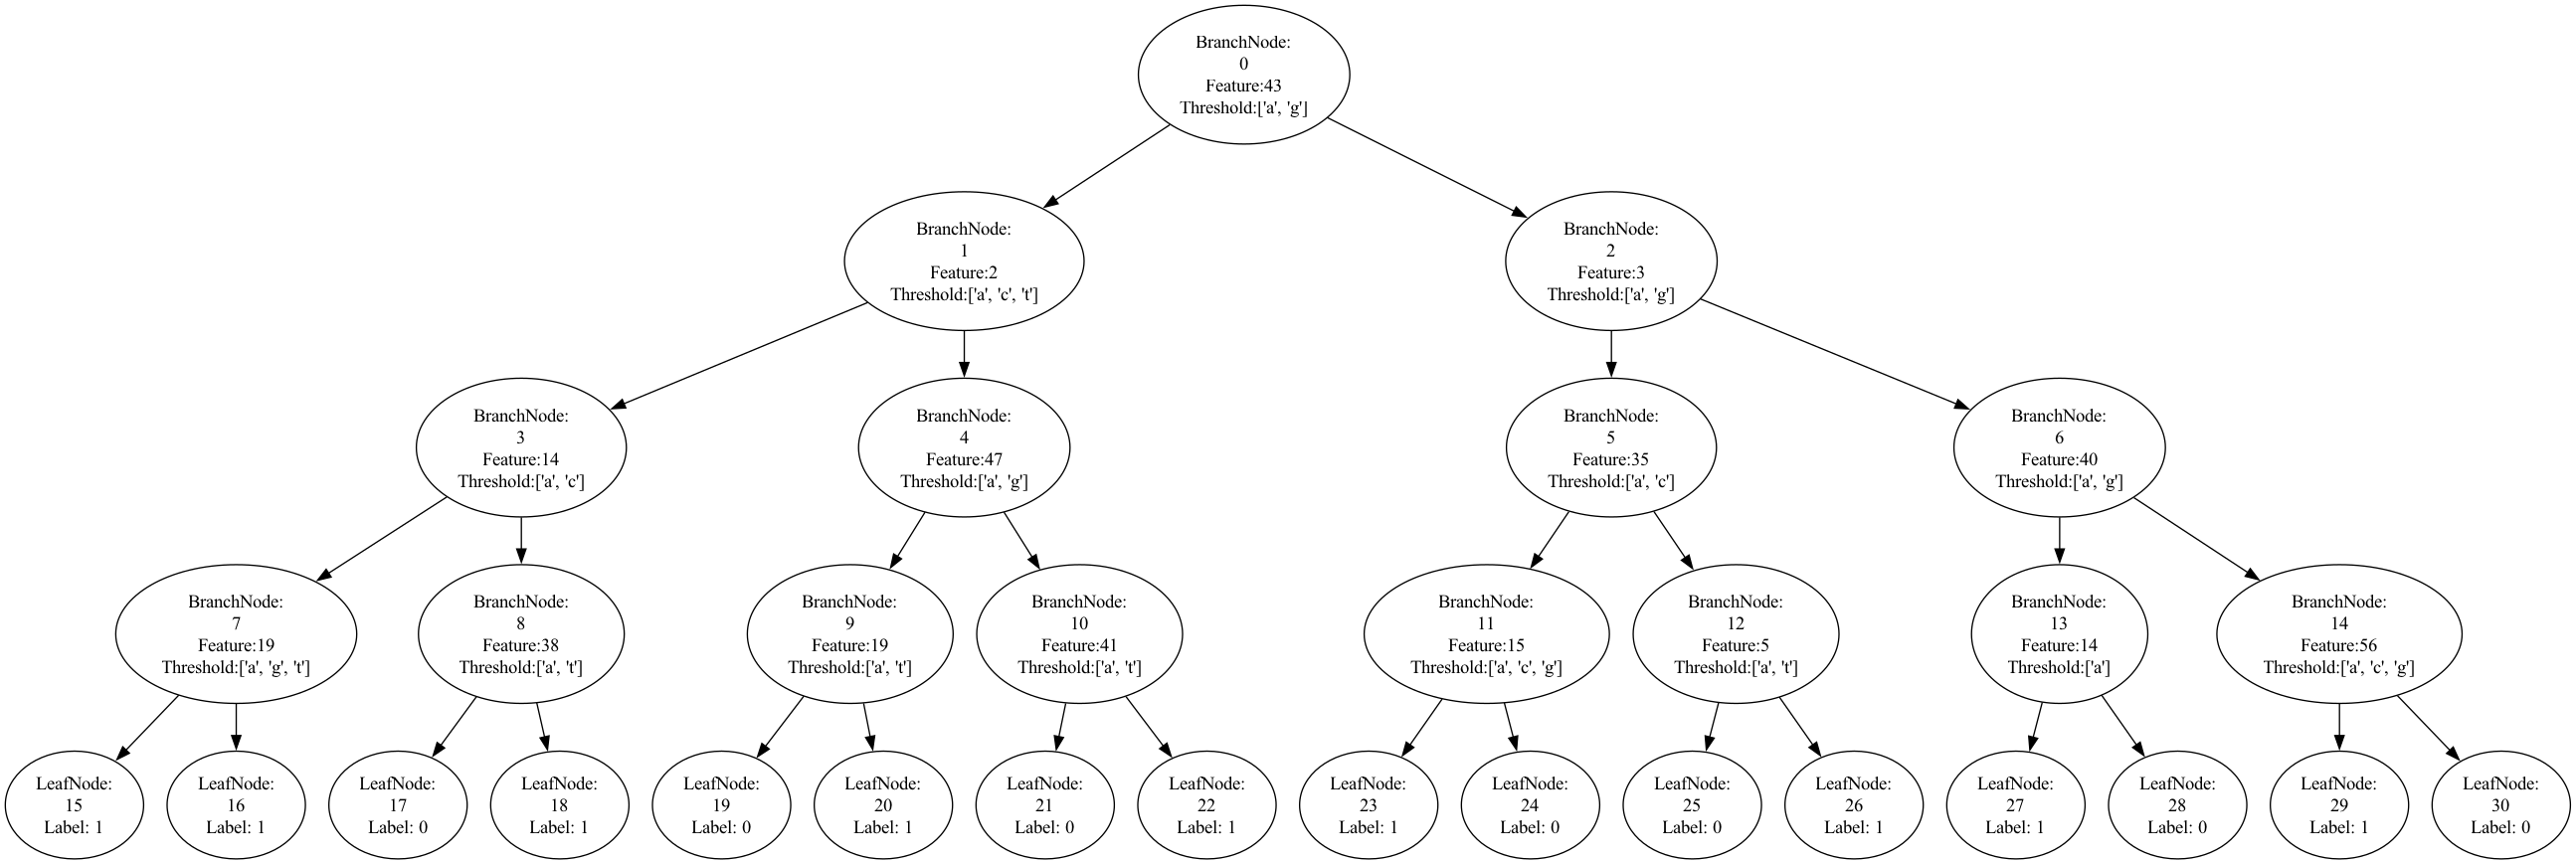 BranchNode:
0
Feature:43
Threshold:['a', 'g']
BranchNode:
1
Feature:2
Threshold:['a', 'c', 't']
BranchNode:
2
Feature:3
Threshold:['a', 'g']
BranchNode:
3
Feature:14
Threshold:['a', 'c']
BranchNode:
4
Feature:47
Threshold:['a', 'g']
BranchNode:
5
Feature:35
Threshold:['a', 'c']
BranchNode:
6
Feature:40
Threshold:['a', 'g']
BranchNode:
7
Feature:19
Threshold:['a', 'g', 't']
BranchNode:
8
Feature:38
Threshold:['a', 't']
BranchNode:
9
Feature:19
Threshold:['a', 't']
BranchNode:
10
Feature:41
Threshold:['a', 't']
BranchNode:
11
Feature:15
Threshold:['a', 'c', 'g']
BranchNode:
12
Feature:5
Threshold:['a', 't']
BranchNode:
13
Feature:14
Threshold:['a']
BranchNode:
14
Feature:56
Threshold:['a', 'c', 'g']
LeafNode:
15
Label: 1
LeafNode:
16
Label: 1
LeafNode:
17
Label: 0
LeafNode:
18
Label: 1
LeafNode:
19
Label: 0
LeafNode:
20
Label: 1
LeafNode:
21
Label: 0
LeafNode:
22
Label: 1
LeafNode:
23
Label: 1
LeafNode:
24
Label: 0
LeafNode:
25
Label: 0
LeafNode:
26
Label: 1
LeafNode:
27
Label: 1
LeafNode:
28
Label: 0
LeafNode:
29
Label: 1
LeafNode:
30
Label: 0